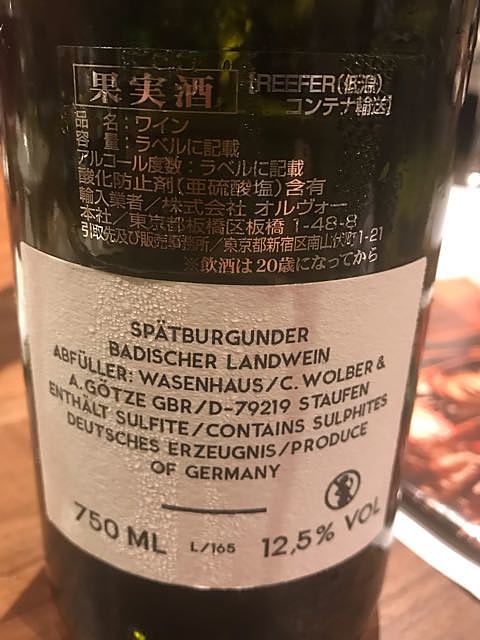 果実酒
【REEFER(低温)
コンテナ輸送】
品 名：ワイン
容 量：ラベルに記載
アルコール度数：ラベルに記載
酸化防止剤(亜硫酸塩)含有
輸入業者／株式会社 オルヴォー
本社／東京都板橋区板橋 1-48-8
引取先及び販売事務所／東京都新宿区南山伏町1-21
※飲酒は20歳になってから
SPÄTBURGUNDER
BADISCHER LANDWEIN
ABFÜLLER: WASENHAUS/C. WOLBER &
A. GÖTZE GBR/D-79219 STAUFEN
ENTHÄLT SULFITE/CONTAINS SULPHITES
DEUTSCHES ERZEUGNIS/PRODUCE
OF GERMANY
750 ML L/165 12,5% VOL